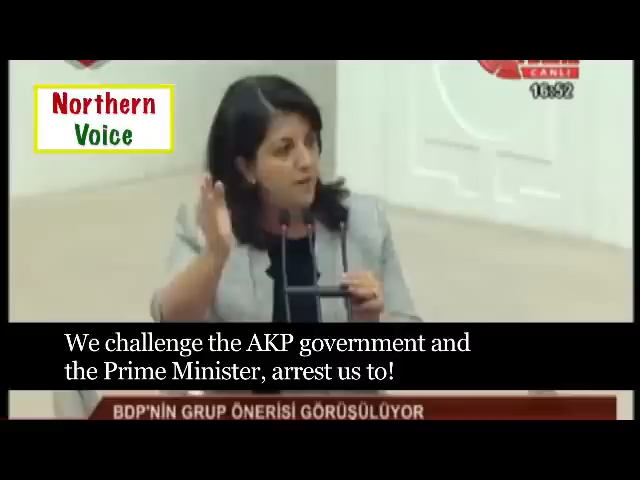 Northern
Voice
CANLI
16:52
We challenge the AKP government and
the Prime Minister, arrest us to!
BDP'NİN GRUP ÖNERİSİ GÖRÜŞÜLÜYOR